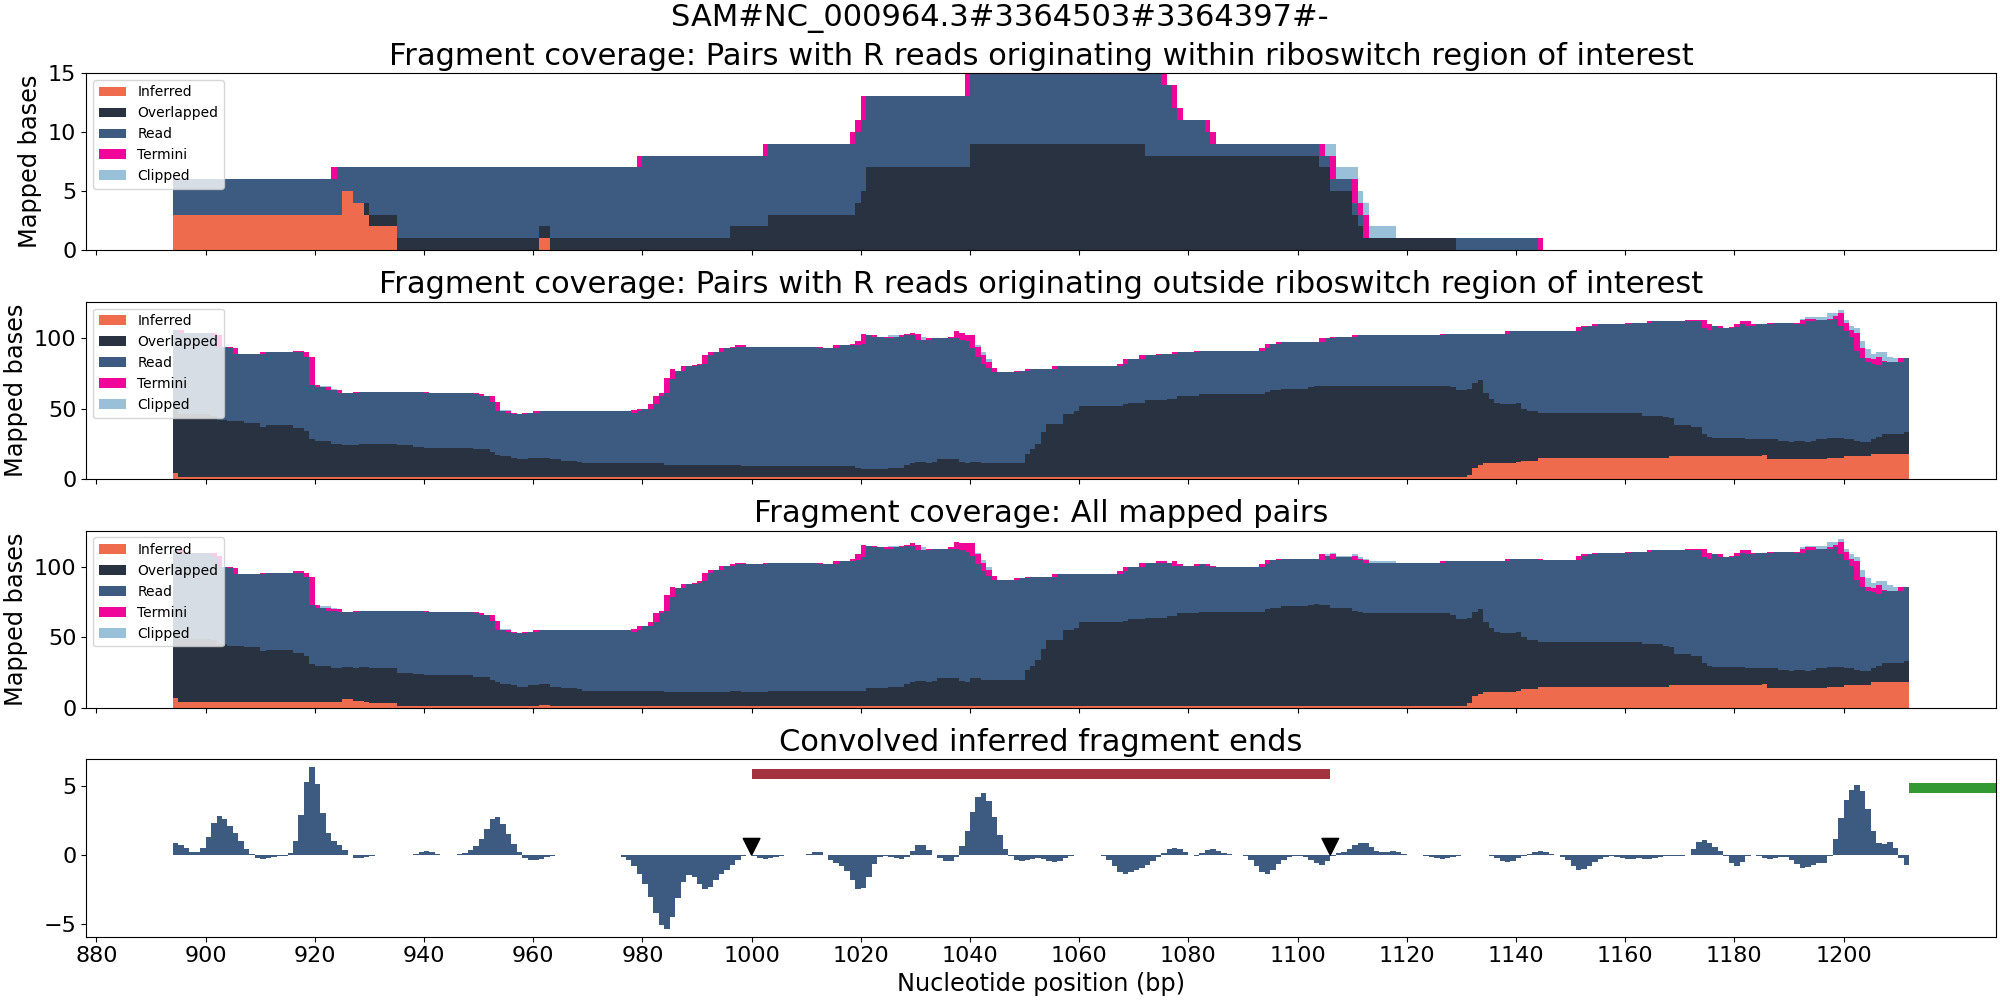 SAM#NC_000964.3#3364503#3364397#-
Fragment coverage: Pairs with R reads originating within riboswitch region of interest
Mapped bases
15
10
5
0
Inferred
Overlapped
Read
Termini
Clipped
Fragment coverage: Pairs with R reads originating outside riboswitch region of interest
Mapped bases
100
50
0
Inferred
Overlapped
Read
Termini
Clipped
Fragment coverage: All mapped pairs
Mapped bases
100
50
0
Inferred
Overlapped
Read
Termini
Clipped
Convolved inferred fragment ends
5
0
−5
880 900 920 940 960 980 1000 1020 1040 1060 1080 1100 1120 1140 1160 1180 1200
Nucleotide position (bp)